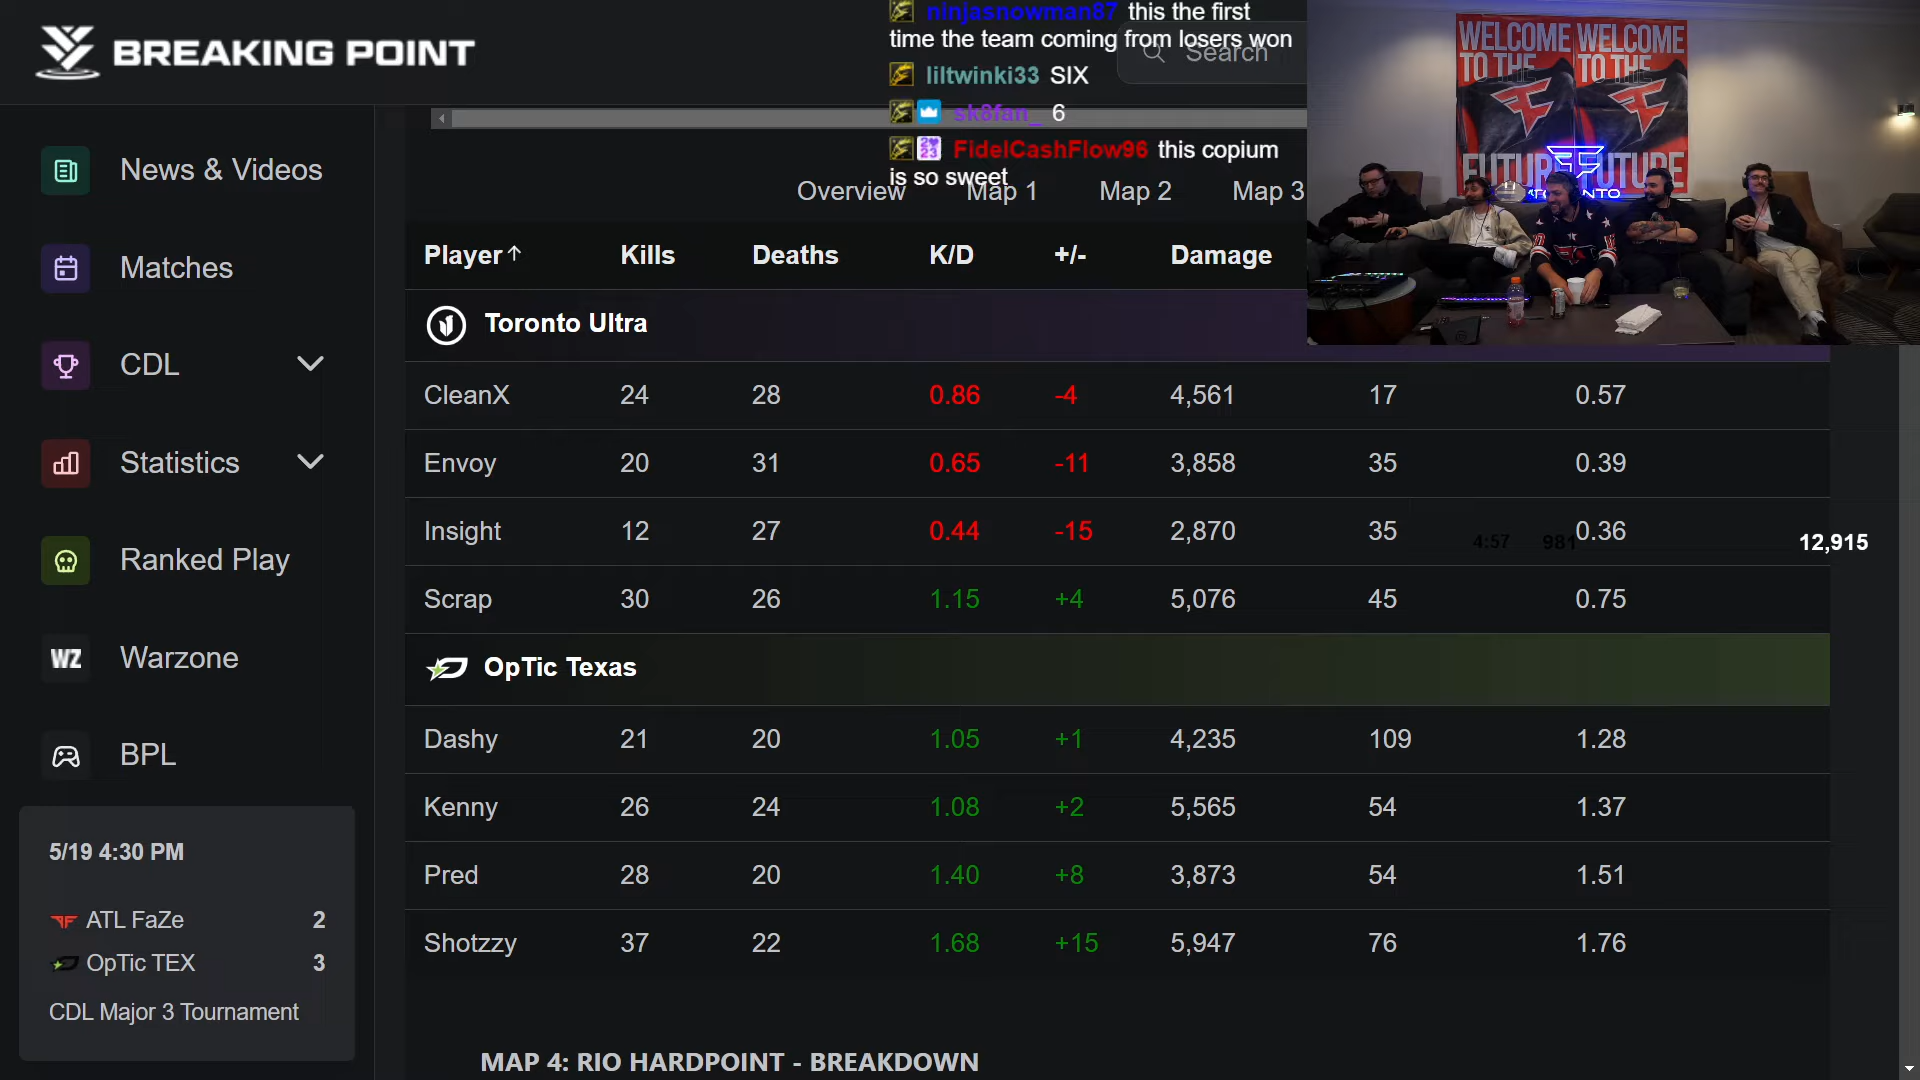 BREAKING POINT
ninjasnowman87 this the first
time the team coming from losers won
liltwinki33 SIX
sk8fan_ 6
FidelCashFlow96 this copium
is so sweet
Search
WELCOME WELCOME
TO THE TO THE
FUTURE FUTURE
News & Videos
Matches
CDL
Statistics
Ranked Play
WZ Warzone
BPL
Overview Map 1 Map 2 Map 3
Player Kills Deaths K/D +/- Damage
Toronto Ultra
CleanX 24 28 0.86 -4 4,561 17 0.57
Envoy 20 31 0.65 -11 3,858 35 0.39
Insight 12 27 0.44 -15 2,870 35 0.36
4:57 981 12,915
Scrap 30 26 1.15 +4 5,076 45 0.75
OpTic Texas
Dashy 21 20 1.05 +1 4,235 109 1.28
Kenny 26 24 1.08 +2 5,565 54 1.37
Pred 28 20 1.40 +8 3,873 54 1.51
Shotzzy 37 22 1.68 +15 5,947 76 1.76
5/19 4:30 PM
ATL FaZe 2
OpTic TEX 3
CDL Major 3 Tournament
MAP 4: RIO HARDPOINT - BREAKDOWN